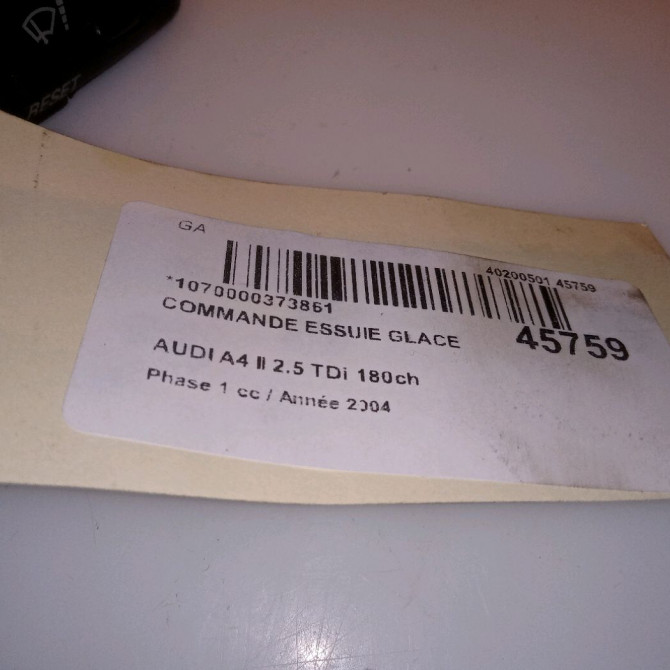 RESET
GA
40200501 45759
*1070000373861
COMMANDE ESSUIE GLACE
45759
AUDI A4 II 2.5 TDi 180ch
Phase 1 cc / Année 2004